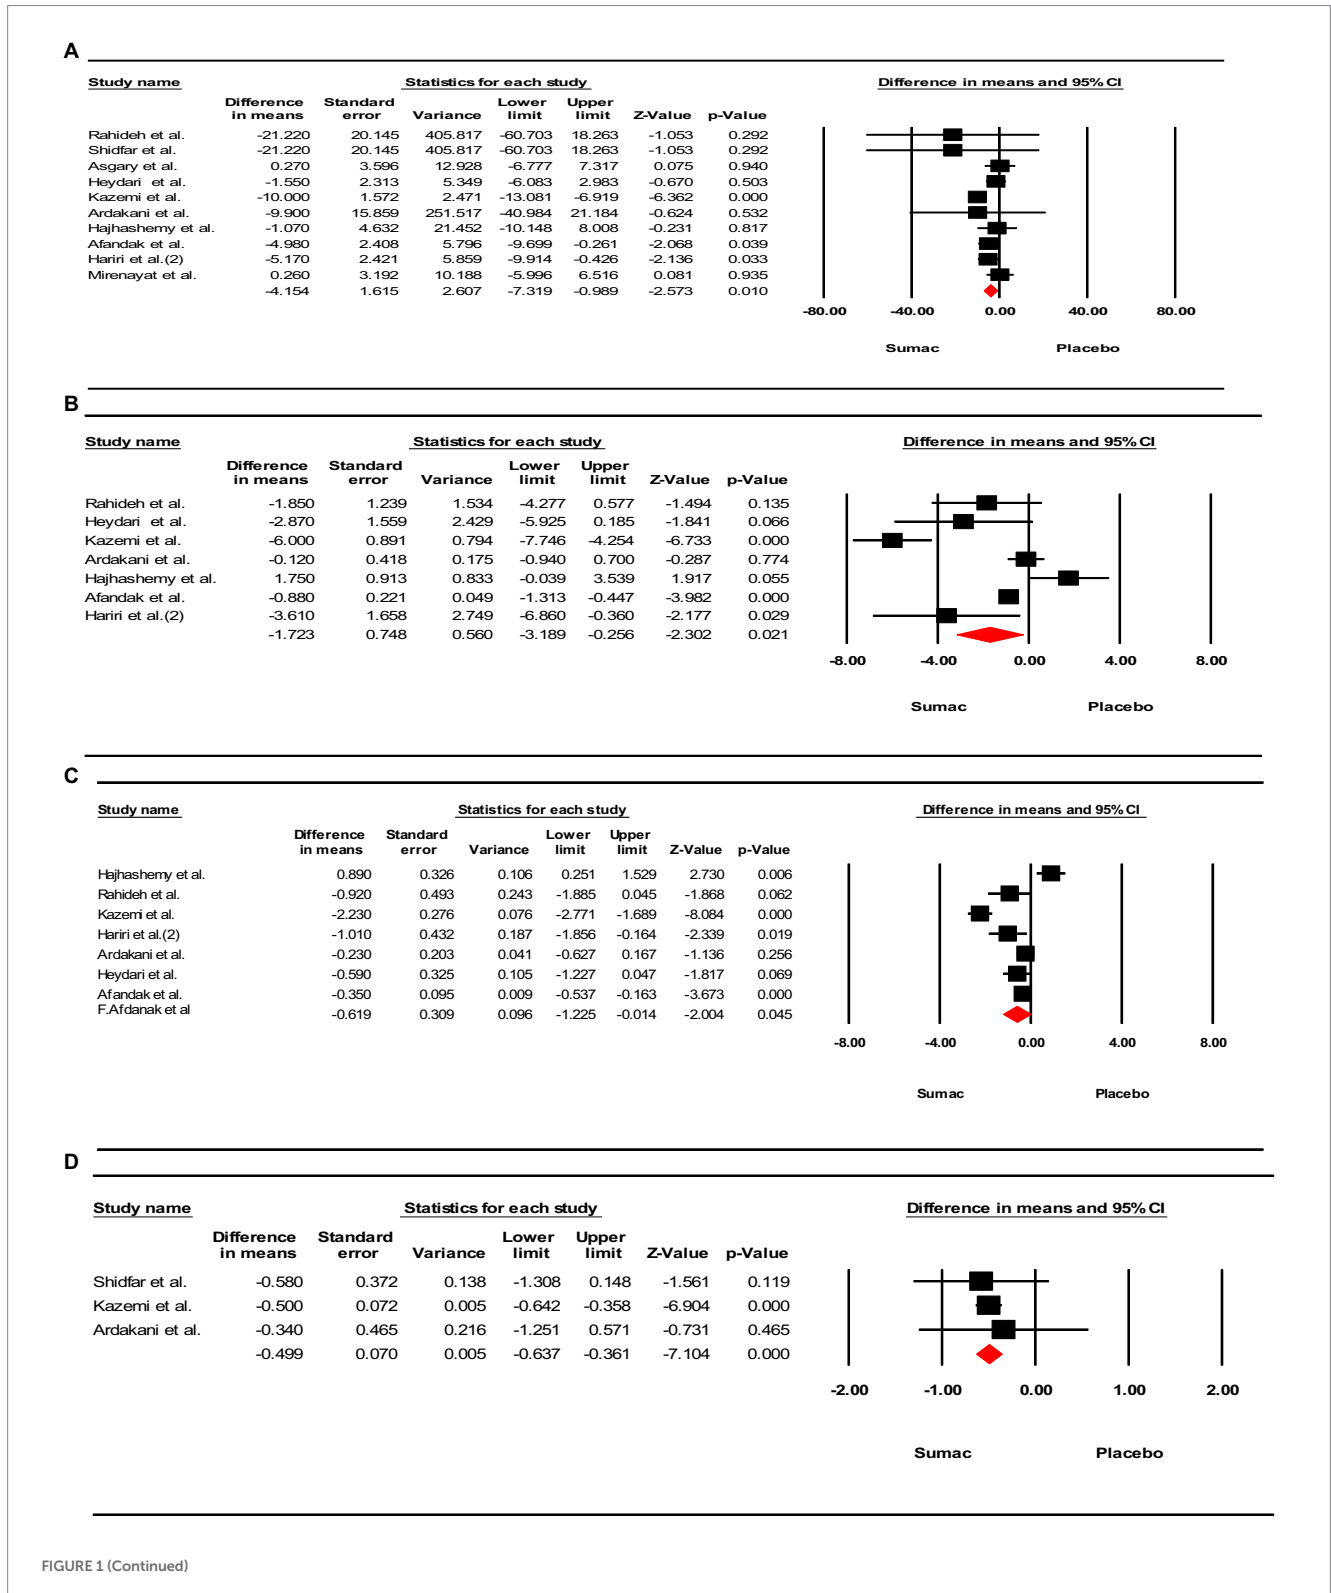 A
Study name Statistics for each study Difference in means and 95% CI
Difference Standard Lower Upper
in means error Variance limit limit Z-Value p-Value
Rahideh et al. -21.220 20.145 405.817 -60.703 18.263 -1.053 0.292
Shidfar et al. -21.220 20.145 405.817 -60.703 18.263 -1.053 0.292
Asgary et al. 0.270 3.596 12.928 -6.777 7.317 0.075 0.940
Heydari et al. -1.550 2.313 5.349 -6.083 2.983 -0.670 0.503
Kazemi et al. -10.000 1.572 2.471 -13.081 -6.919 -6.362 0.000
Ardakani et al. -9.900 15.859 251.517 -40.984 21.184 -0.624 0.532
Hajhashemy et al. -1.070 4.632 21.452 -10.148 8.008 -0.231 0.817
Afandak et al. -4.980 2.408 5.796 -9.699 -0.261 -2.068 0.039
Hariri et al.(2) -5.170 2.421 5.859 -9.914 -0.426 -2.136 0.033
Mirenayat et al. 0.260 3.192 10.188 -5.996 6.516 0.081 0.935
-4.154 1.615 2.607 -7.319 -0.989 -2.573 0.010
-80.00 -40.00 0.00 40.00 80.00
Sumac Placebo
B
Study name Statistics for each study Difference in means and 95% CI
Difference Standard Lower Upper
in means error Variance limit limit Z-Value p-Value
Rahideh et al. -1.850 1.239 1.534 -4.277 0.577 -1.494 0.135
Heydari et al. -2.870 1.559 2.429 -5.925 0.185 -1.841 0.066
Kazemi et al. -6.000 0.891 0.794 -7.746 -4.254 -6.733 0.000
Ardakani et al. -0.120 0.418 0.175 -0.940 0.700 -0.287 0.774
Hajhashemy et al. 1.750 0.913 0.833 -0.039 3.539 1.917 0.055
Afandak et al. -0.880 0.221 0.049 -1.313 -0.447 -3.982 0.000
Hariri et al.(2) -3.610 1.658 2.749 -6.860 -0.360 -2.177 0.029
-1.723 0.748 0.560 -3.189 -0.256 -2.302 0.021
-8.00 -4.00 0.00 4.00 8.00
Sumac Placebo
C
Study name Statistics for each study Difference in means and 95% CI
Difference Standard Lower Upper
in means error Variance limit limit Z-Value p-Value
Hajhashemy et al. 0.890 0.326 0.106 0.251 1.529 2.730 0.006
Rahideh et al. -0.920 0.493 0.243 -1.885 0.045 -1.868 0.062
Kazemi et al. -2.230 0.276 0.076 -2.771 -1.689 -8.084 0.000
Hariri et al.(2) -1.010 0.432 0.187 -1.856 -0.164 -2.339 0.019
Ardakani et al. -0.230 0.203 0.041 -0.627 0.167 -1.136 0.256
Heydari et al. -0.590 0.325 0.105 -1.227 0.047 -1.817 0.069
Afandak et al. -0.350 0.095 0.009 -0.537 -0.163 -3.673 0.000
F.Afdanak et al -0.619 0.309 0.096 -1.225 -0.014 -2.004 0.045
-8.00 -4.00 0.00 4.00 8.00
Sumac Placebo
D
Study name Statistics for each study Difference in means and 95% CI
Difference Standard Lower Upper
in means error Variance limit limit Z-Value p-Value
Shidfar et al. -0.580 0.372 0.138 -1.308 0.148 -1.561 0.119
Kazemi et al. -0.500 0.072 0.005 -0.642 -0.358 -6.904 0.000
Ardakani et al. -0.340 0.465 0.216 -1.251 0.571 -0.731 0.465
-0.499 0.070 0.005 -0.637 -0.361 -7.104 0.000
-2.00 -1.00 0.00 1.00 2.00
Sumac Placebo
FIGURE 1 (Continued)